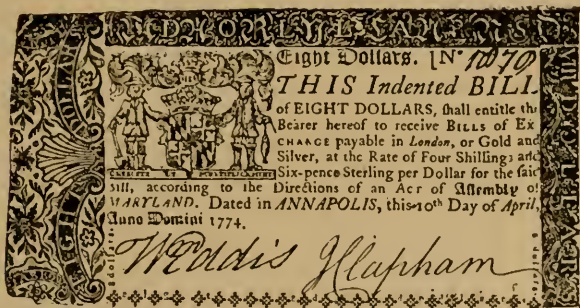 Eight Dollars. [Nº
THIS Indented BILL
of EIGHT DOLLARS, ſhall entitle the
Bearer hereof to receive BILLS of Ex
CHANGE payable in London, or Gold and
Silver, at the Rate of Four Shillings and
Six-pence Sterling per Dollar for the ſaid
Bill, according to the Directions of an Act of Aſſembly of
MARYLAND. Dated in ANNAPOLIS, this 10th Day of April,
Anno Domini 1774.
W Eddis J Clapham